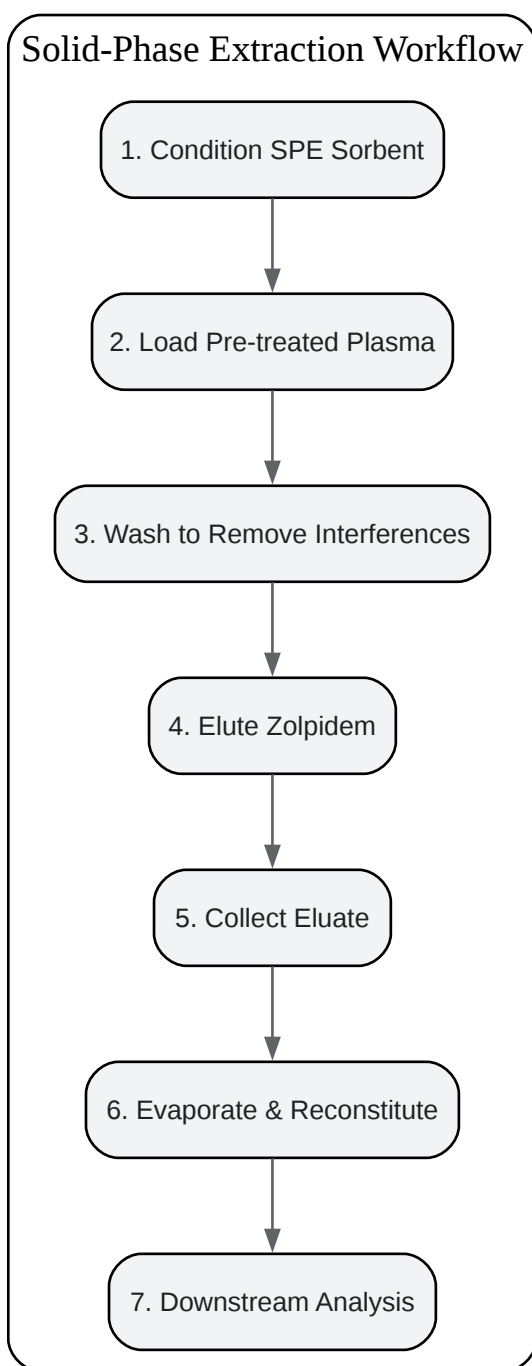 Solid-Phase Extraction Workflow
1. Condition SPE Sorbent
2. Load Pre-treated Plasma
3. Wash to Remove Interferences
4. Elute Zolpidem
5. Collect Eluate
6. Evaporate & Reconstitute
7. Downstream Analysis